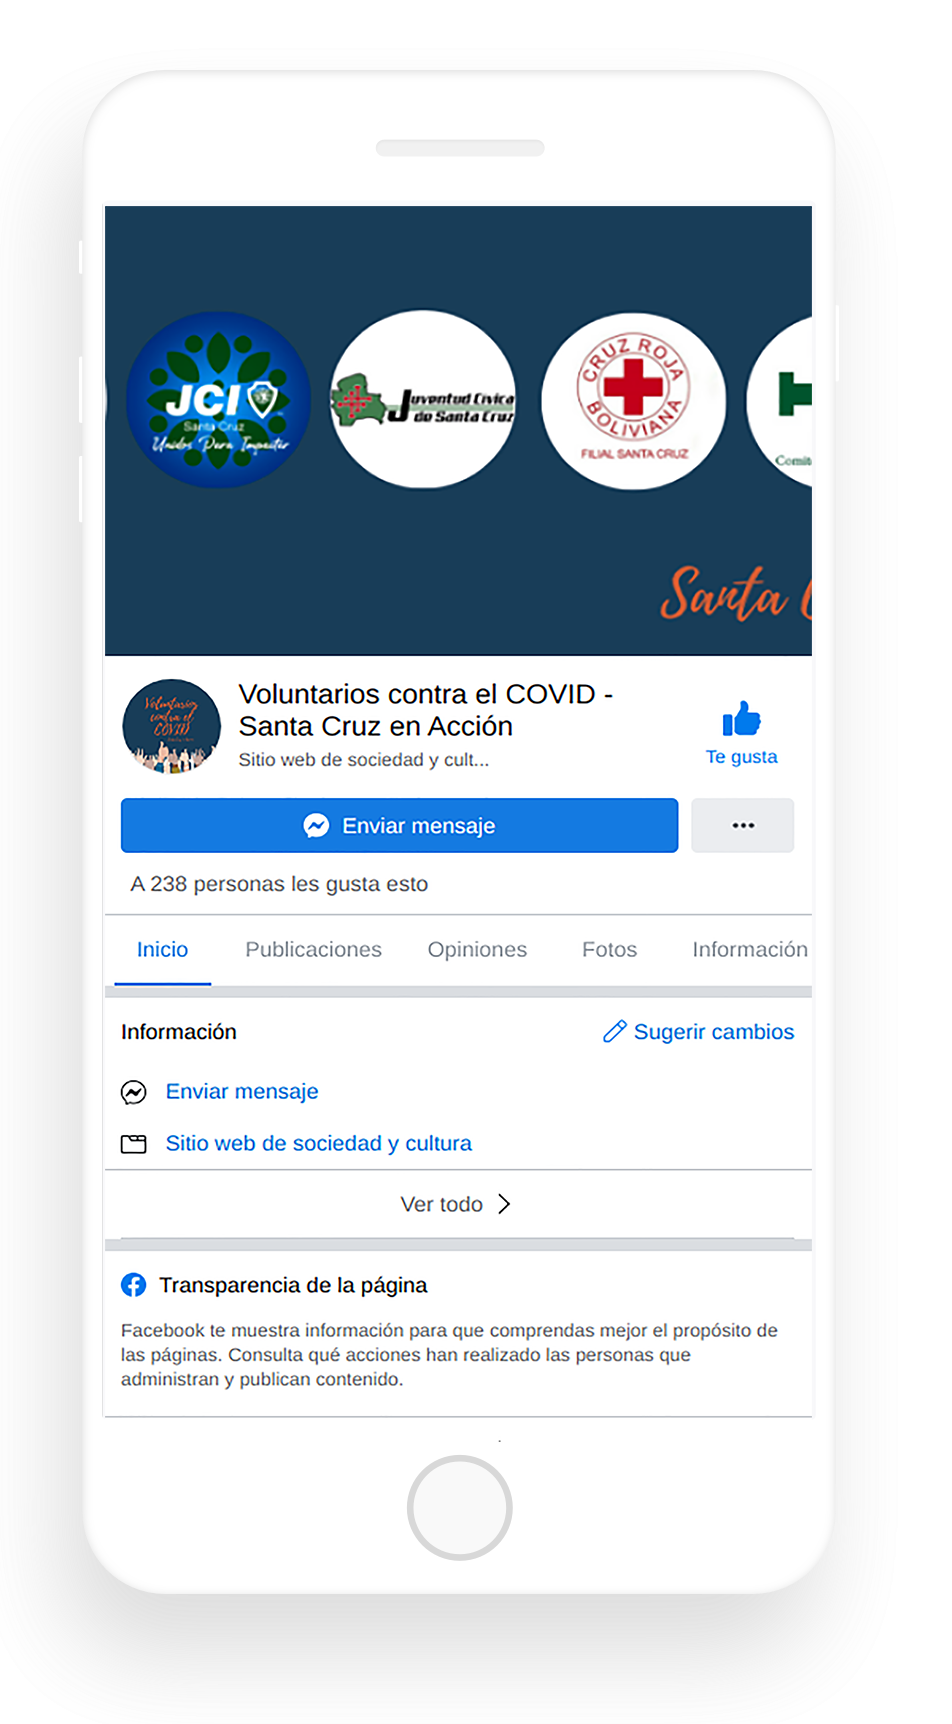 JCI
Santa Cruz
Unidos Para Impactar
Juventud Cívica
de Santa Cruz
CRUZ ROJA
BOLIVIANA
FILIAL SANTA CRUZ
Comit
Santa C
Voluntarios
contra el
COVID
Voluntarios contra el COVID -
Santa Cruz en Acción
Sitio web de sociedad y cult...
Te gusta
Enviar mensaje
A 238 personas les gusta esto
Inicio Publicaciones Opiniones Fotos Información
Información
Sugerir cambios
Enviar mensaje
Sitio web de sociedad y cultura
Ver todo
Transparencia de la página
Facebook te muestra información para que comprendas mejor el propósito de
las páginas. Consulta qué acciones han realizado las personas que
administran y publican contenido.